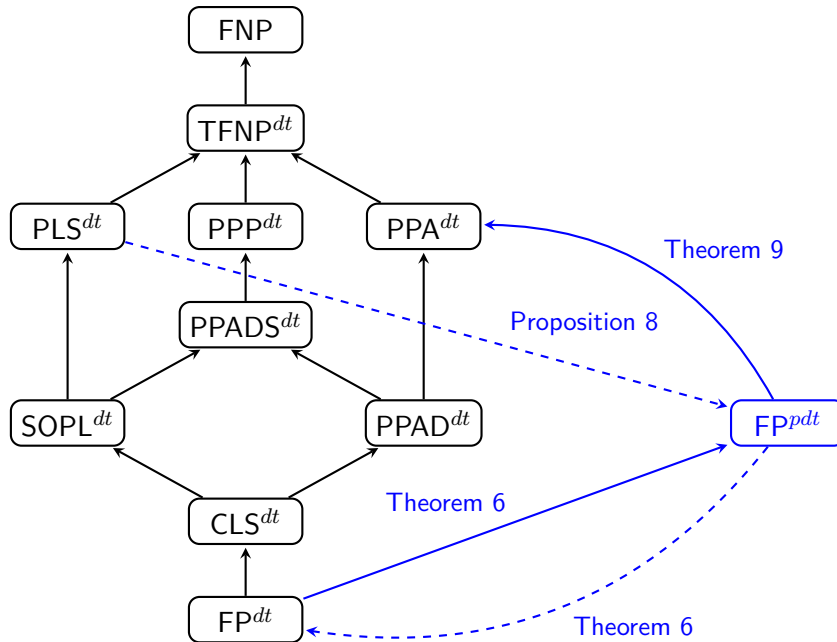 FNP
TFNP^{dt}
PLS^{dt} PPP^{dt} PPA^{dt}
Theorem 9
PPADS^{dt} Proposition 8
SOPL^{dt} PPAD^{dt} FP^{pdt}
Theorem 6
CLS^{dt}
FP^{dt} Theorem 6